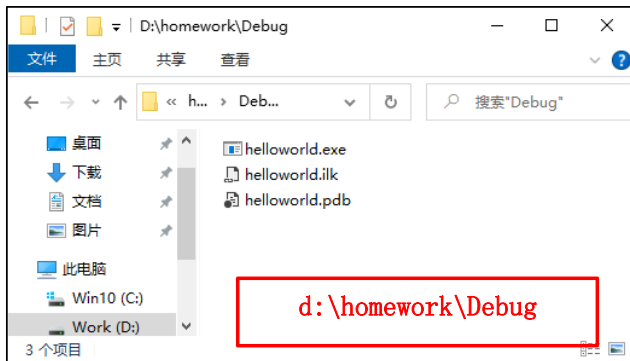 D:\homework\Debug
文件 主页 共享 查看
« h... › Deb...
搜索"Debug"
桌面
下载
文档
图片
此电脑
Win10 (C:)
Work (D:)
helloworld.exe
helloworld.ilk
helloworld.pdb
d:\homework\Debug
3 个项目